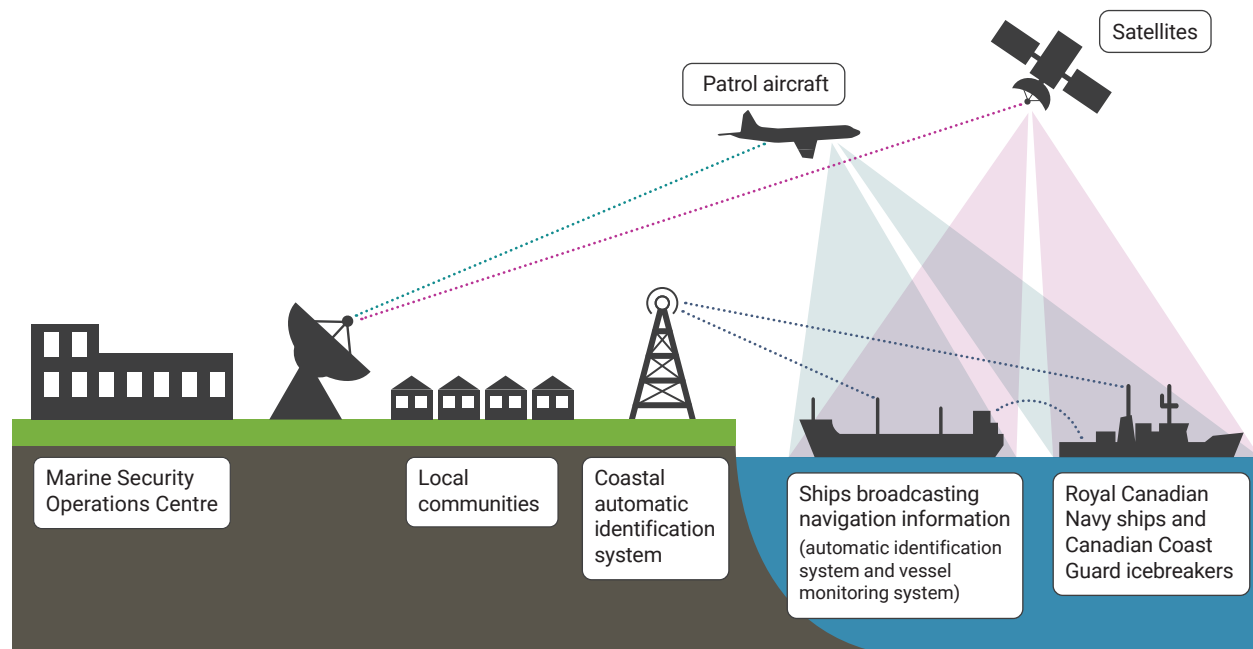 Satellites
Patrol aircraft
Marine Security
Operations Centre
Local
communities
Coastal
automatic
identification
system
Ships broadcasting
navigation information
(automatic identification
system and vessel
monitoring system)
Royal Canadian
Navy ships and
Canadian Coast
Guard icebreakers